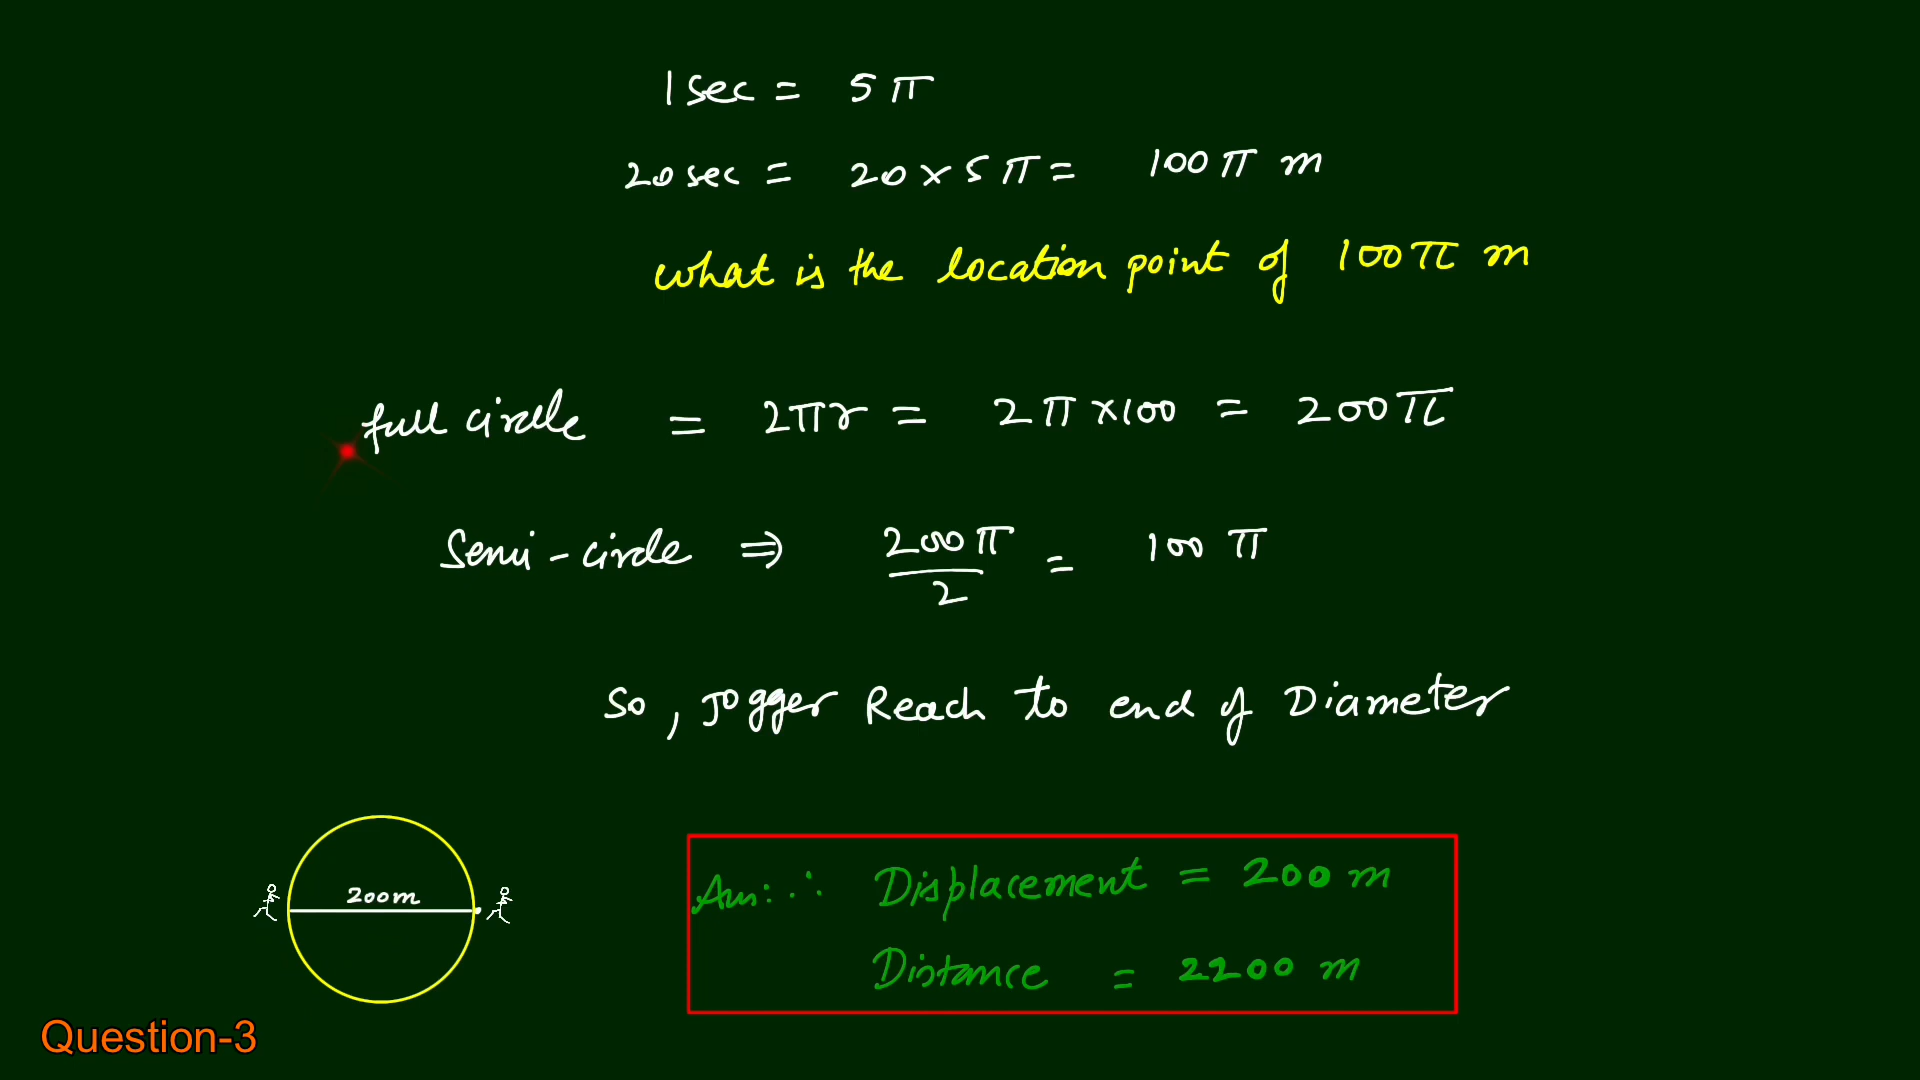 1 sec = 5π
20 sec = 20 × 5π = 100π m
what is the location point of 100π m
full circle = 2πr = 2π×100 = 200π
Semi-circle ⇒ 200π/2 = 100π
So, Jogger Reach to end of Diameter
200m
Ans: ∴ Displacement = 200 m
Distance = 2200 m
Question-3